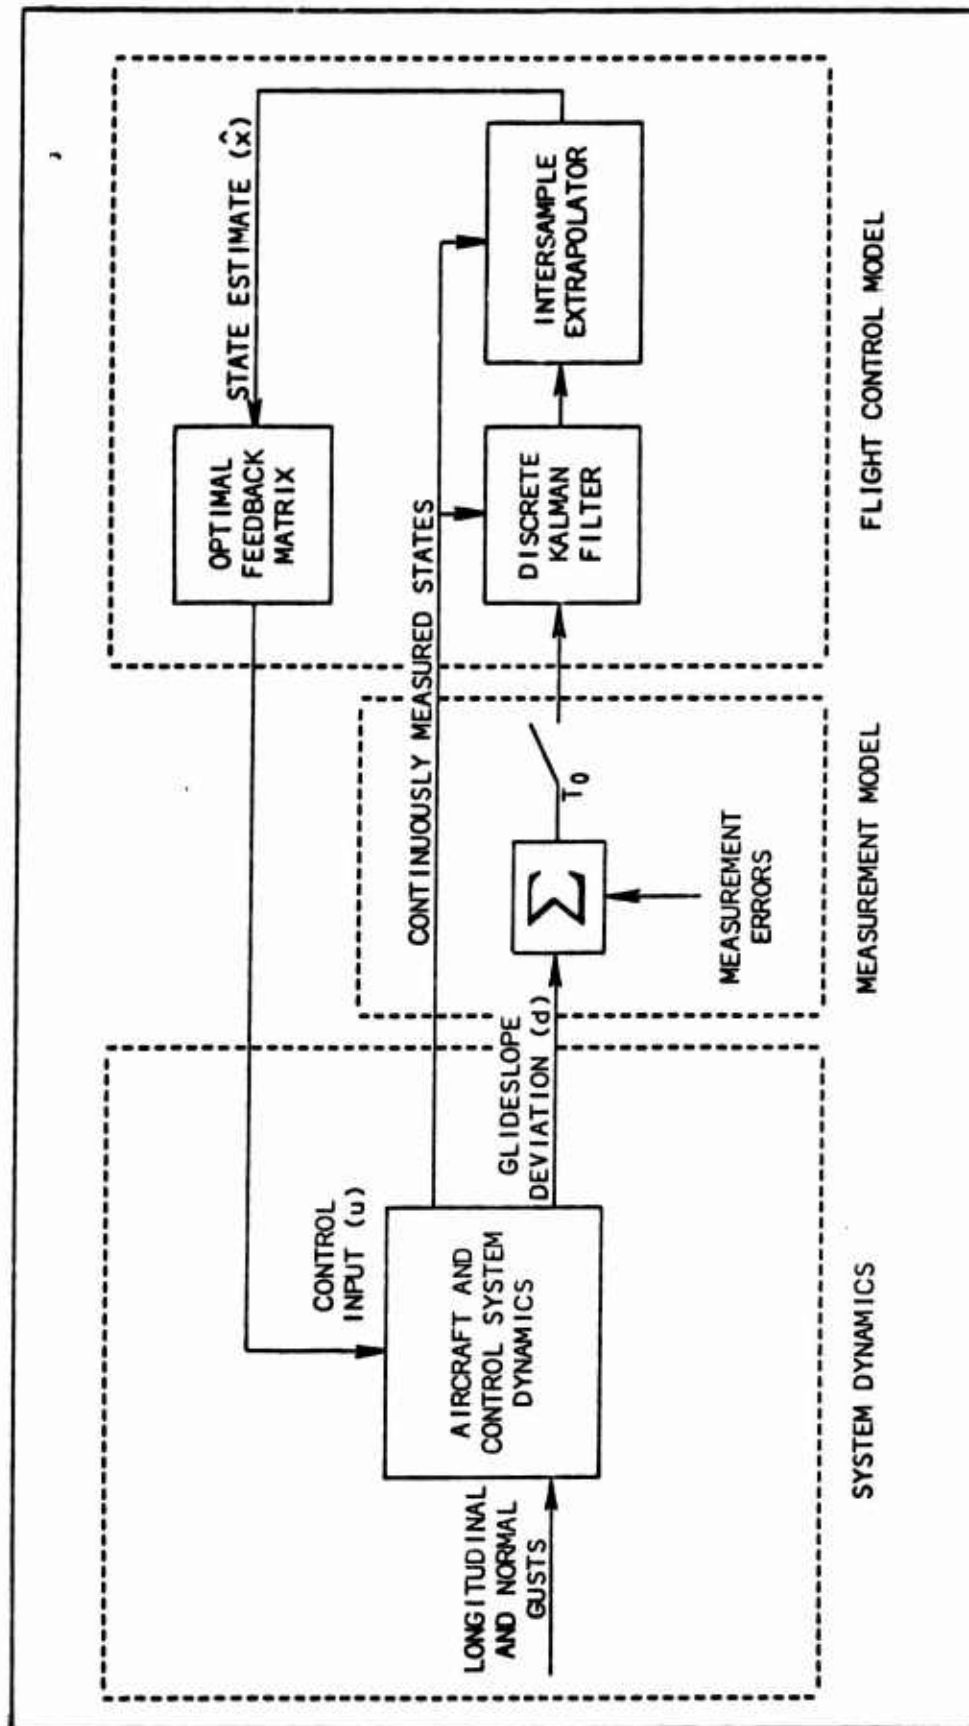 LONGITUDINAL
AND NORMAL
GUSTS
CONTROL
INPUT (u)
AIRCRAFT AND
CONTROL SYSTEM
DYNAMICS
GLIDESLOPE
DEVIATION (d)
SYSTEM DYNAMICS
CONTINUOUSLY MEASURED STATES
Σ
T0
MEASUREMENT
ERRORS
MEASUREMENT MODEL
OPTIMAL
FEEDBACK
MATRIX
STATE ESTIMATE (x̂)
DISCRETE
KALMAN
FILTER
INTERSAMPLE
EXTRAPOLATOR
FLIGHT CONTROL MODEL